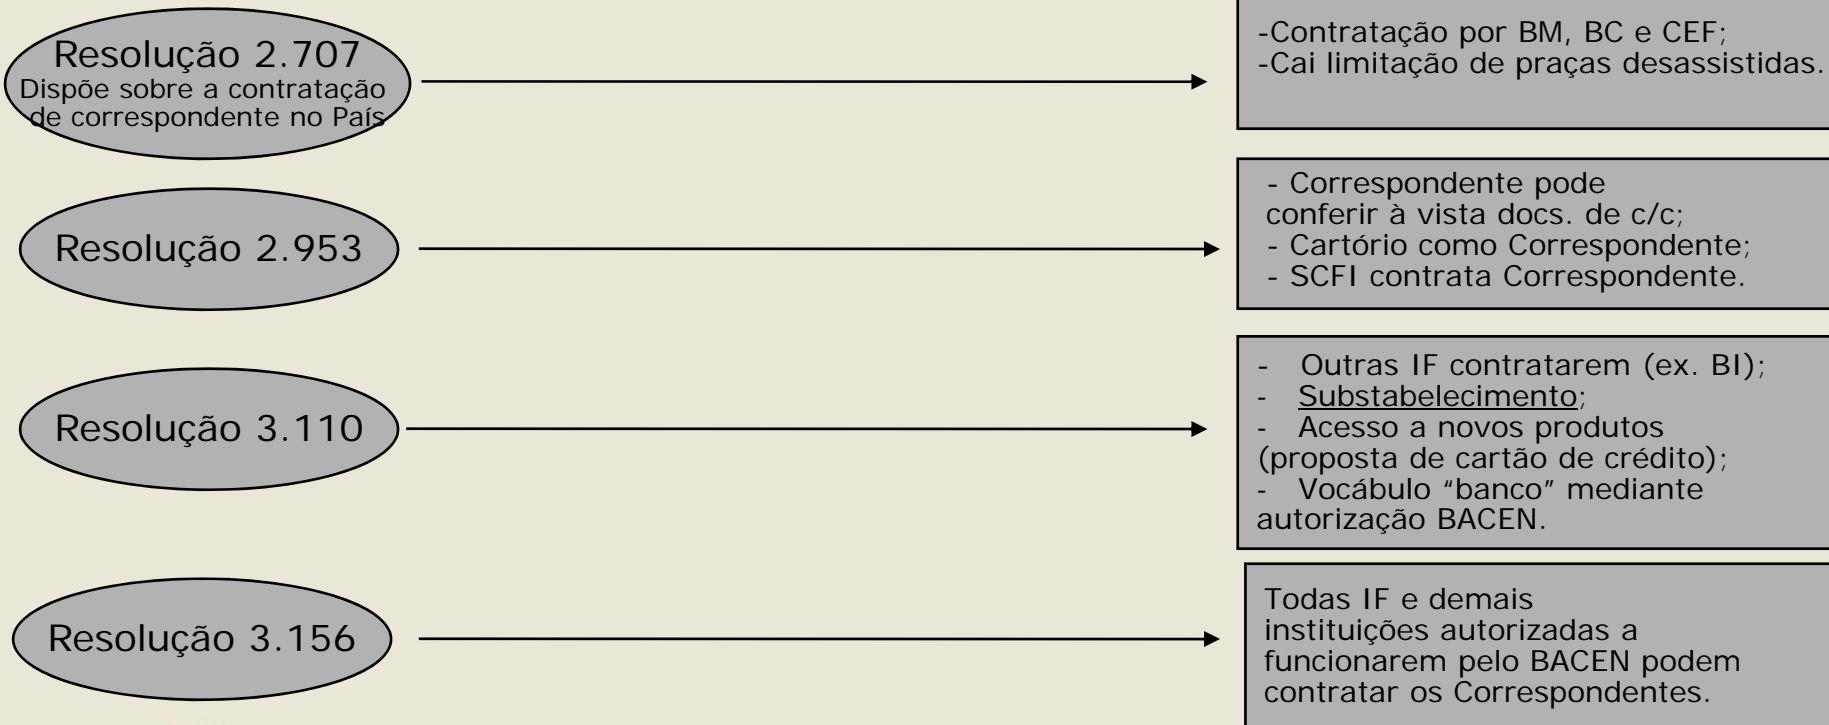 Resolução 2.707
Dispõe sobre a contratação
de correspondente no País
-Contratação por BM, BC e CEF;
-Cai limitação de praças desassistidas.
Resolução 2.953
- Correspondente pode
conferir à vista docs. de c/c;
- Cartório como Correspondente;
- SCFI contrata Correspondente.
Resolução 3.110
- Outras IF contratarem (ex. BI);
- Substabelecimento;
- Acesso a novos produtos
(proposta de cartão de crédito);
- Vocábulo “banco” mediante
autorização BACEN.
Resolução 3.156
Todas IF e demais
instituições autorizadas a
funcionarem pelo BACEN podem
contratar os Correspondentes.